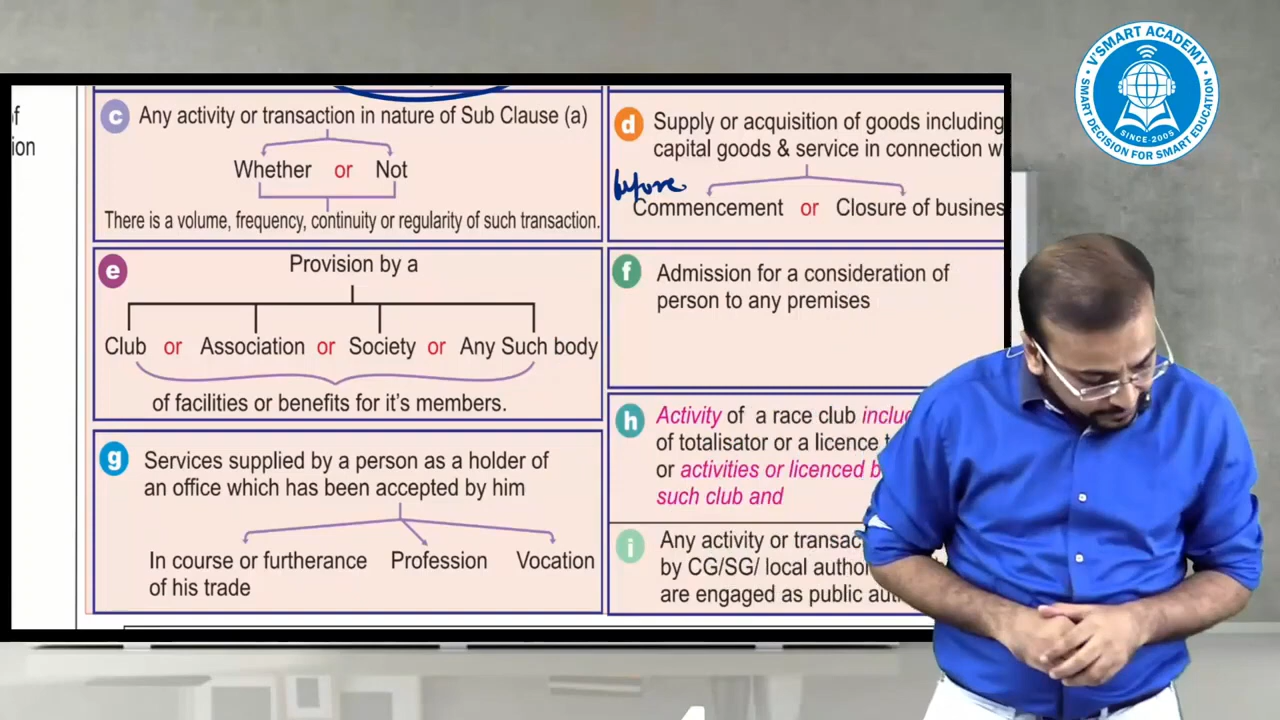 f
ion
c Any activity or transaction in nature of Sub Clause (a)
Whether or Not
There is a volume, frequency, continuity or regularity of such transaction.
d Supply or acquisition of goods including
capital goods & service in connection w
before
Commencement or Closure of busines
e Provision by a
Club or Association or Society or Any Such body
of facilities or benefits for it's members.
f Admission for a consideration of
person to any premises
g Services supplied by a person as a holder of
an office which has been accepted by him
In course or furtherance Profession Vocation
of his trade
h Activity of a race club inclu
of totalisator or a licence t
or activities or licenced b
such club and
i Any activity or transac
by CG/SG/ local autho
are engaged as public au
V'SMART ACADEMY
SINCE-2005
SMART DECISION FOR SMART EDUCATION